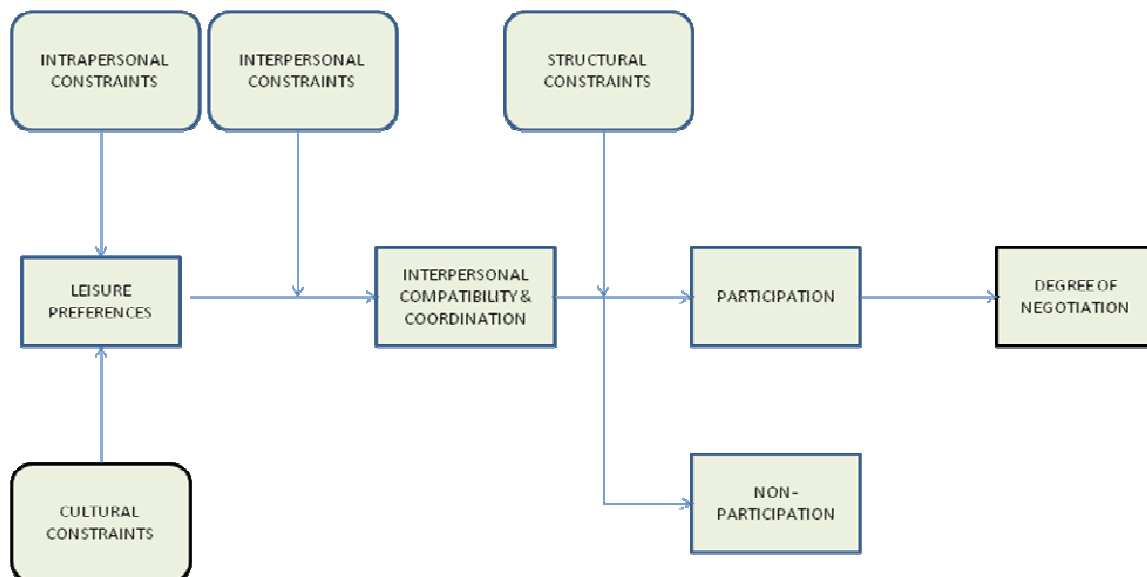 INTRAPERSONAL
CONSTRAINTS
INTERPERSONAL
CONSTRAINTS
STRUCTURAL
CONSTRAINTS
LEISURE
PREFERENCES
INTERPERSONAL
COMPATIBILITY &
COORDINATION
PARTICIPATION
DEGREE OF
NEGOTIATION
CULTURAL
CONSTRAINTS
NON-
PARTICIPATION